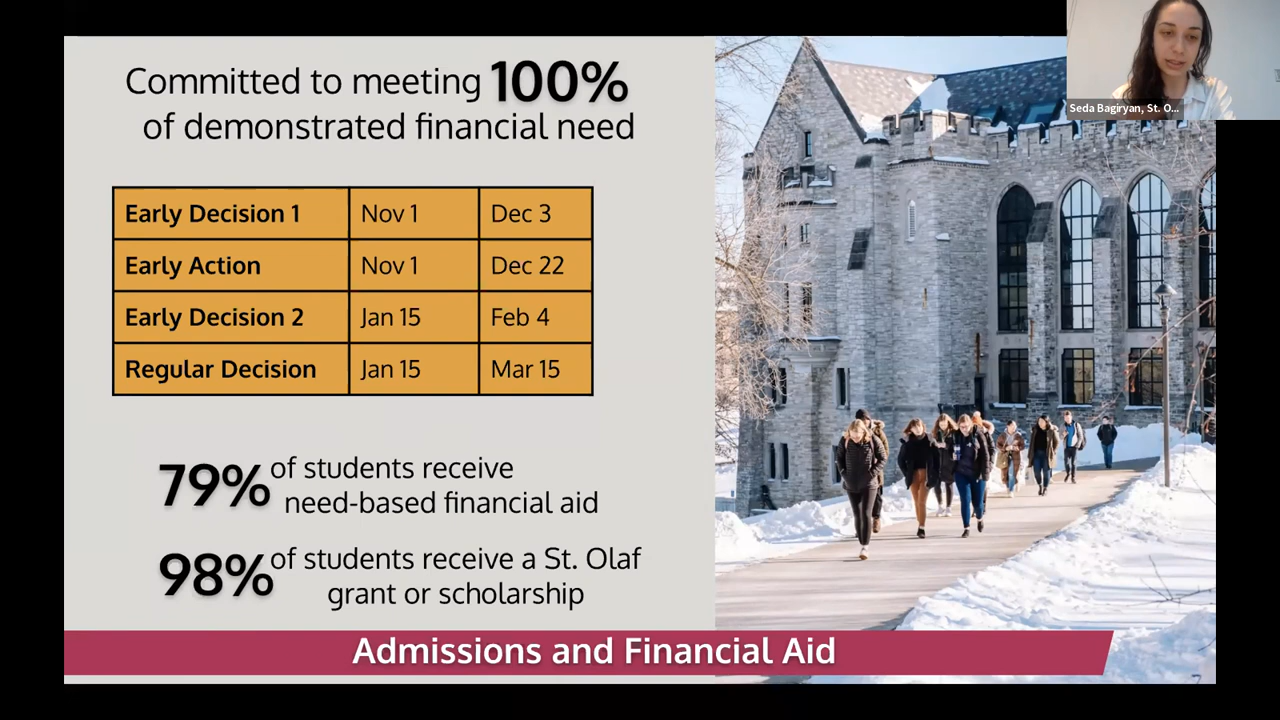 Committed to meeting 100%
of demonstrated financial need
Early Decision 1 Nov 1 Dec 3
Early Action Nov 1 Dec 22
Early Decision 2 Jan 15 Feb 4
Regular Decision Jan 15 Mar 15
79% of students receive
need-based financial aid
98% of students receive a St. Olaf
grant or scholarship
Admissions and Financial Aid
Seda Bagiryan, St. O...